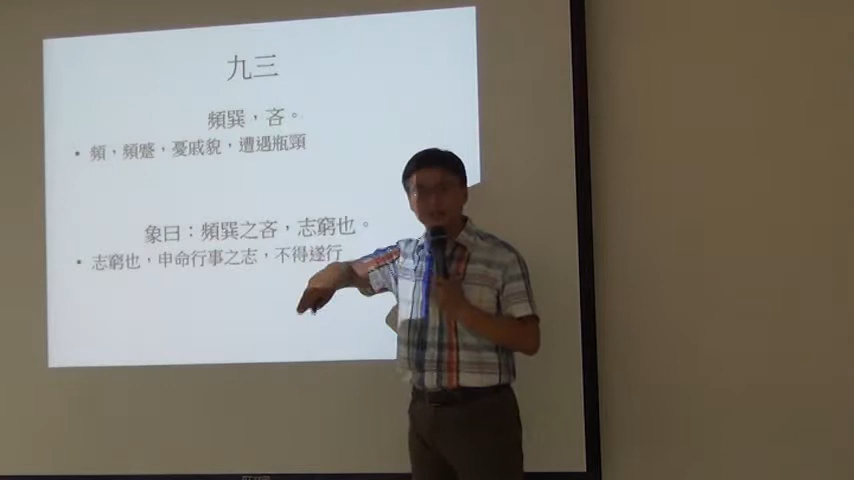 九三
頻巽，吝。
• 頻，頻蹙，憂戚貌，遭遇瓶頸
象曰：頻巽之吝，志窮也。
• 志窮也，申命行事之志，不得遂行